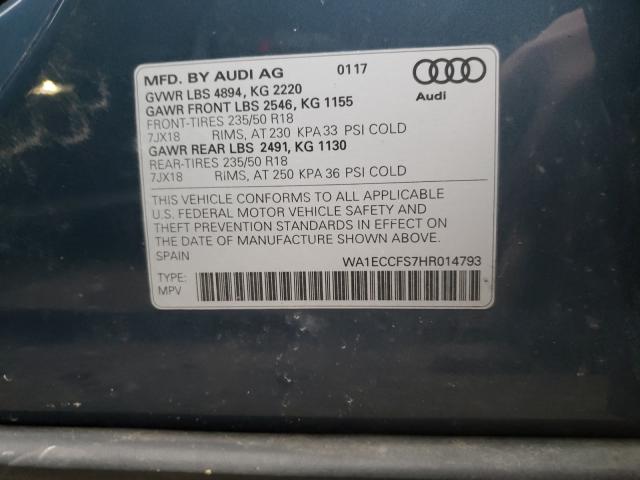 MFD. BY AUDI AG 0117
GVWR LBS 4894, KG 2220
GAWR FRONT LBS 2546, KG 1155
FRONT-TIRES 235/50 R18
7JX18 RIMS, AT 230 KPA 33 PSI COLD
GAWR REAR LBS 2491, KG 1130
REAR-TIRES 235/50 R18
7JX18 RIMS, AT 250 KPA 36 PSI COLD
Audi
THIS VEHICLE CONFORMS TO ALL APPLICABLE
U.S. FEDERAL MOTOR VEHICLE SAFETY AND
THEFT PREVENTION STANDARDS IN EFFECT ON
THE DATE OF MANUFACTURE SHOWN ABOVE.
SPAIN WA1ECCFS7HR014793
TYPE:
MPV